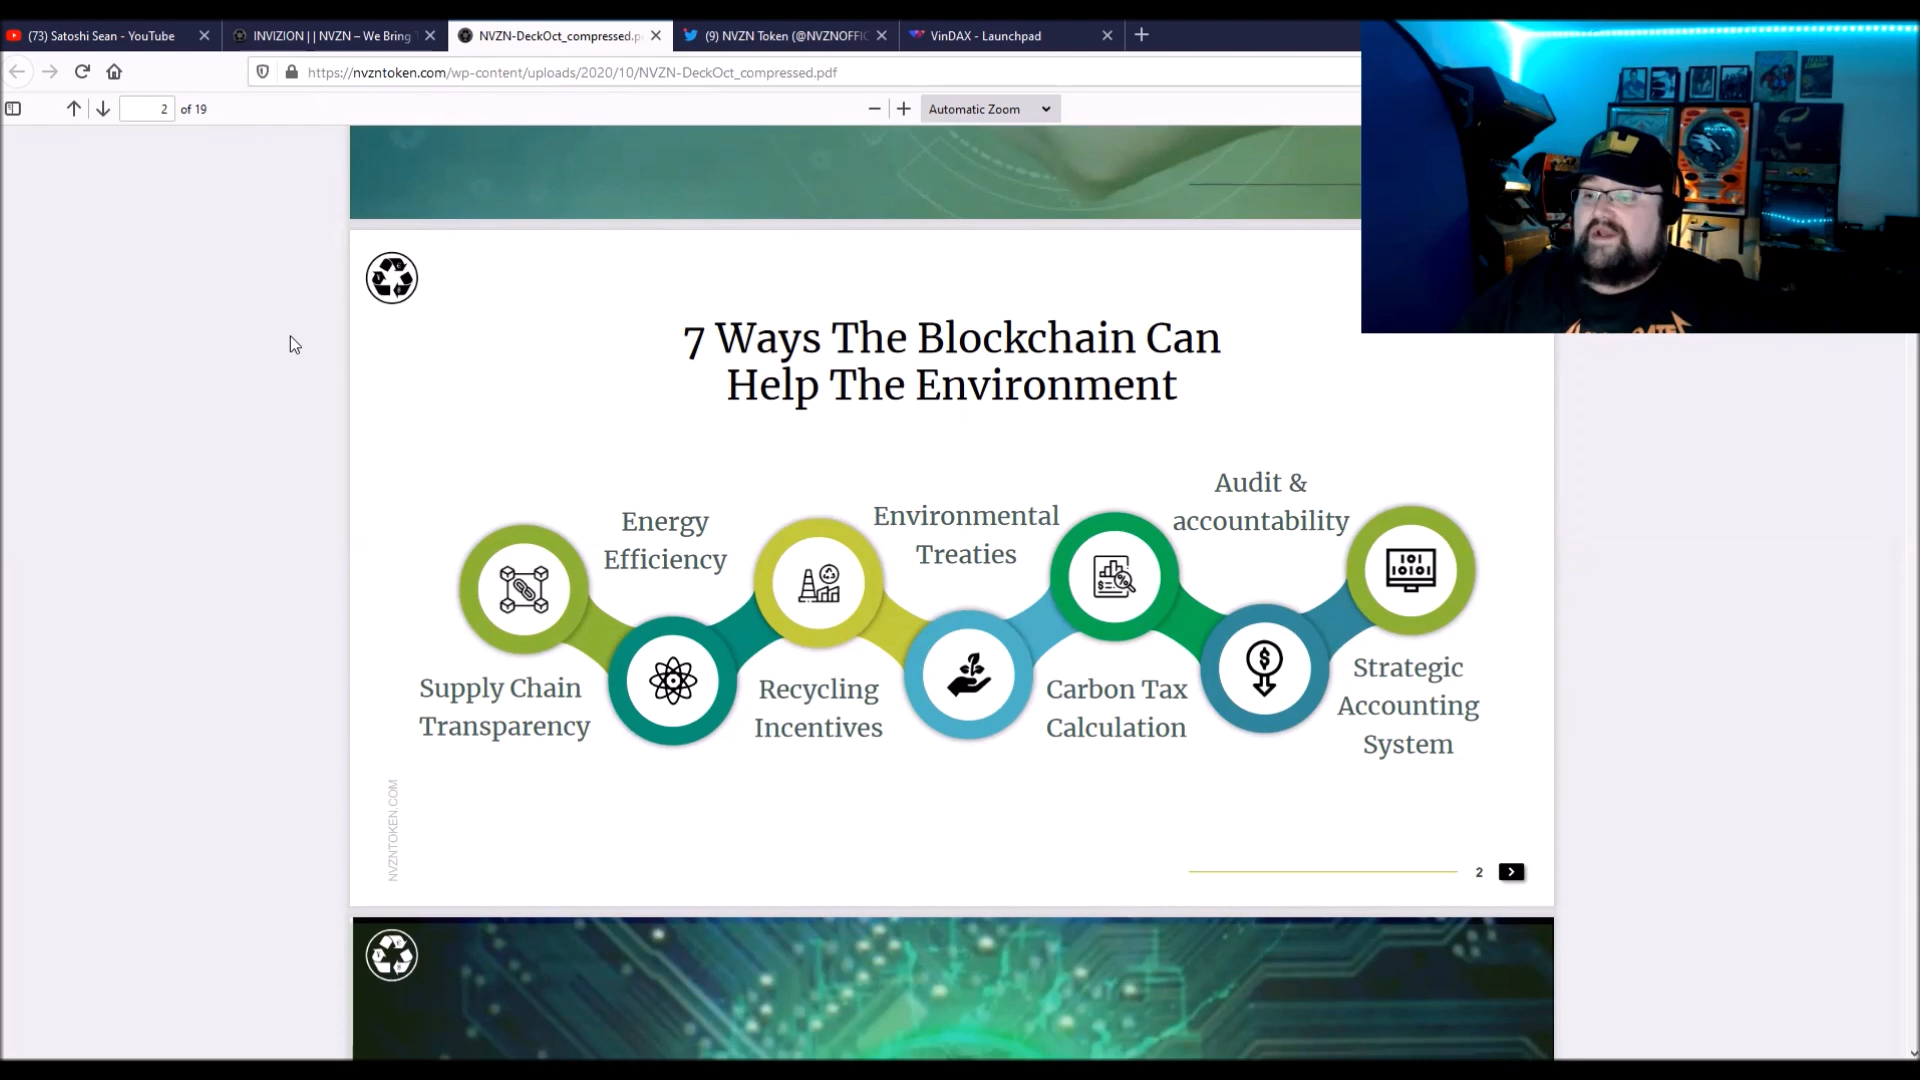 (73) Satoshi Sean - YouTube
INVIZION | | NVZN – We Bring
NVZN-DeckOct_compressed.p
(9) NVZN Token (@NVZNOFFIC
VinDAX - Launchpad
https://nvzntoken.com/wp-content/uploads/2020/10/NVZN-DeckOct_compressed.pdf
2 of 19
Automatic Zoom
7 Ways The Blockchain Can
Help The Environment
Supply Chain
Transparency
Energy
Efficiency
Recycling
Incentives
Environmental
Treaties
Carbon Tax
Calculation
Audit &
accountability
Strategic
Accounting
System
NVZNTOKEN.COM
2